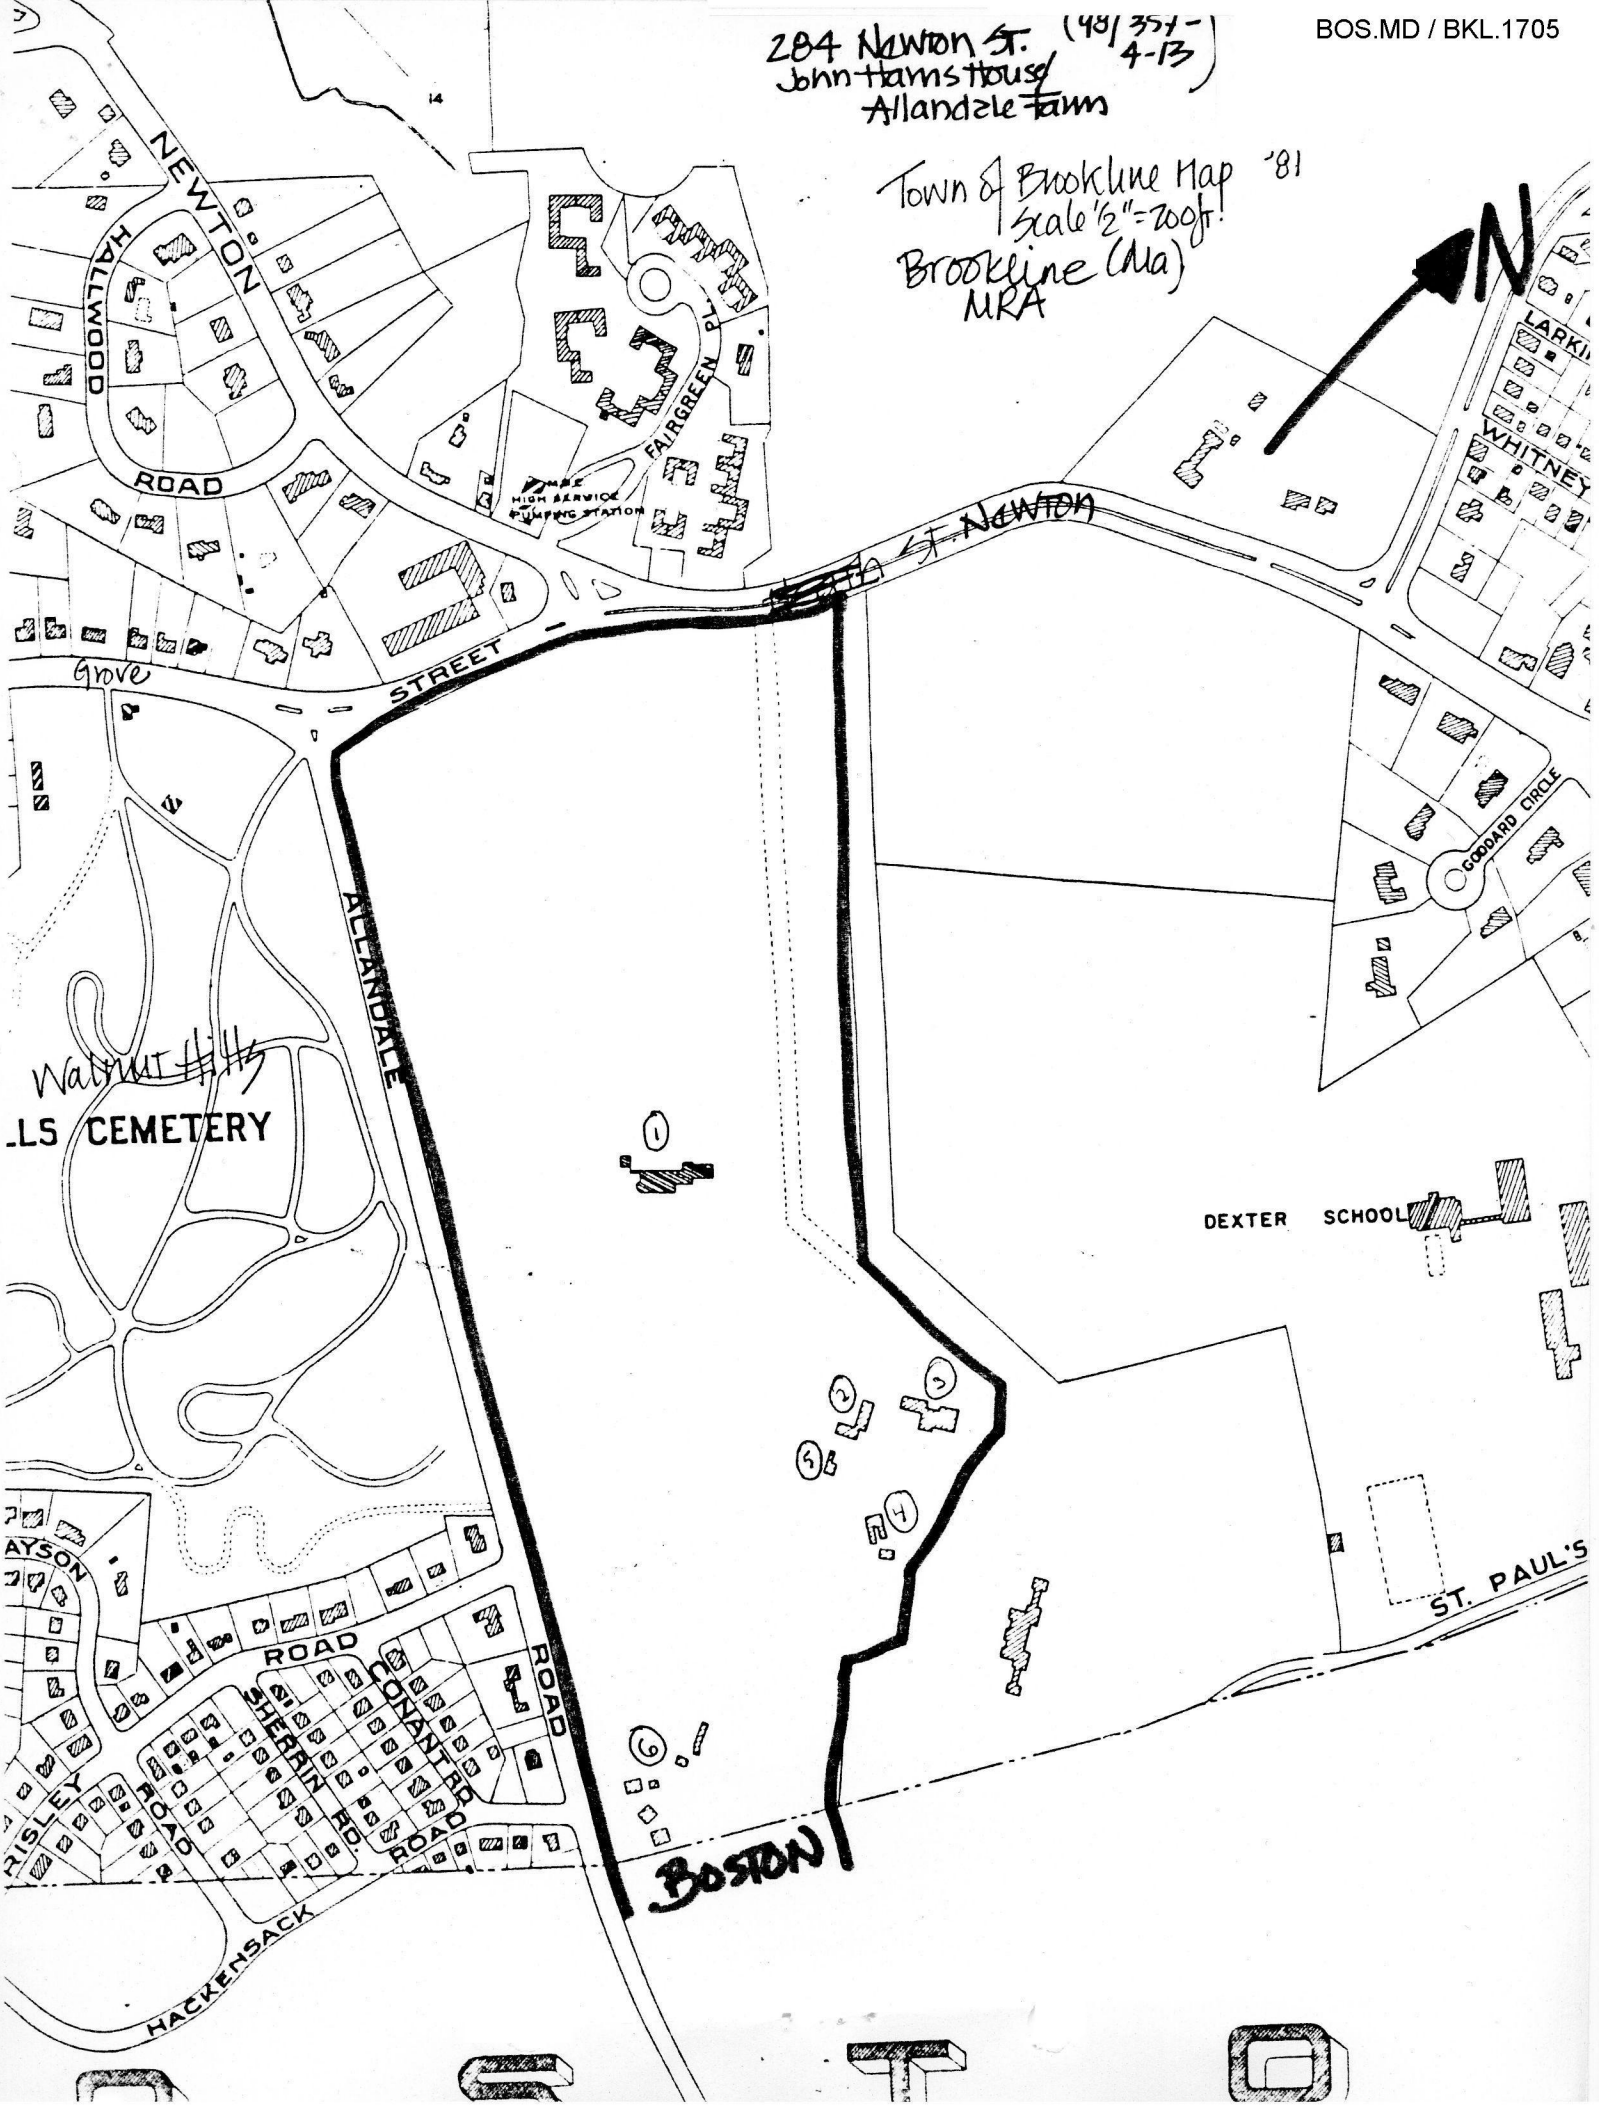 BOS.MD / BKL.1705
284 Newton St. (48/357-
4-13)
John Harris House/
Allandale Farm
Town of Brookline Map '81
Scale ½"=200ft!
Brookline (Ma)
MRA
N
14
NEWTON
HALLWOOD
ROAD
FAIRGREEN PL.
HIGH SERVICE
PUMPING STATION
ST. NEWTON
LARKI
WHITNEY
Grove
STREET
GODDARD CIRCLE
ALLANDALE
Walnut Hills
LLS CEMETERY
1
DEXTER SCHOOL
2
3
5
4
AYSON
ROAD
ROAD
CONANT RD.
SHERRIN RD.
ST. PAUL'S
6
RISLEY
ROAD
ROAD
BOSTON
HACKENSACK
O S T O